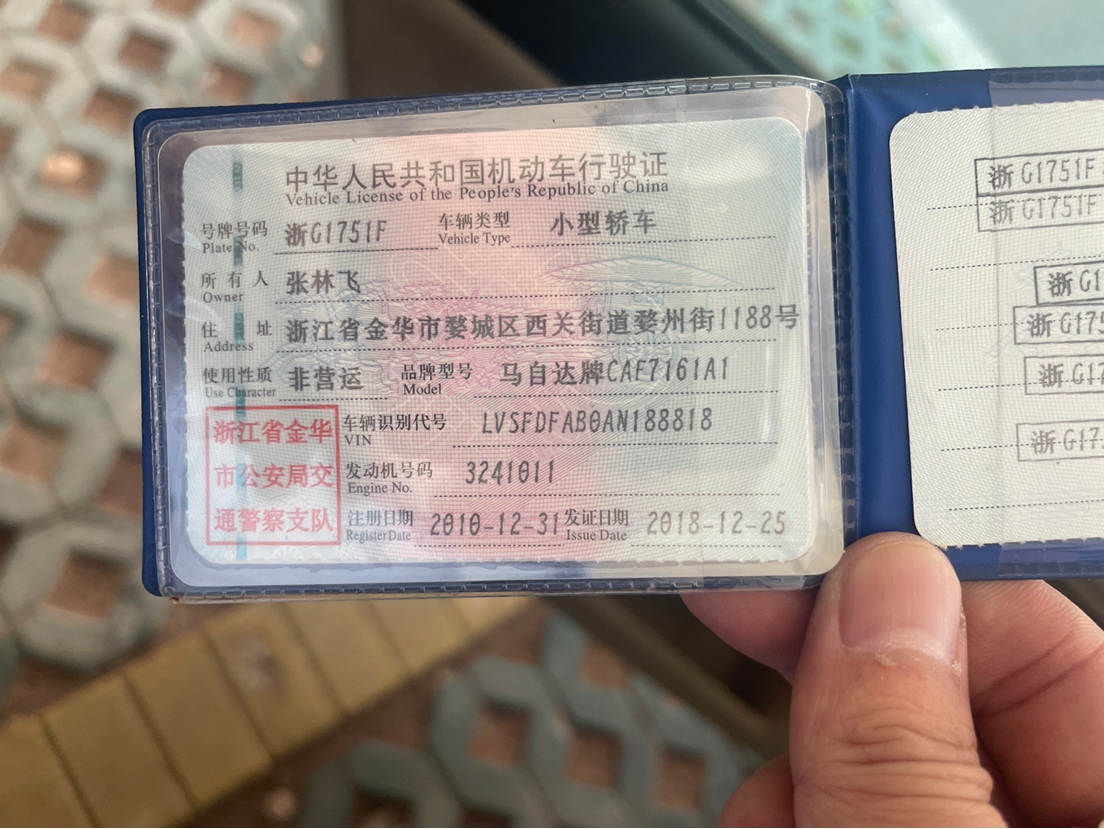 中华人民共和国机动车行驶证
Vehicle License of the People's Republic of China
号牌号码 浙G1751F 车辆类型 小型轿车
Plate No. Vehicle Type
所有人 张林飞
Owner
住址 浙江省金华市婺城区西关街道婺州街1188号
Address
使用性质 非营运 品牌型号 马自达牌CAF7161A1
Use Character Model
浙江省金华
市公安局交
通警察支队
车辆识别代号 LVSFDFAB0AN188818
VIN
发动机号码 3241011
Engine No.
注册日期 2010-12-31 发证日期 2018-12-25
Register Date Issue Date
浙G1751F
浙G1751F
浙G1
浙G175
浙G17
浙G17